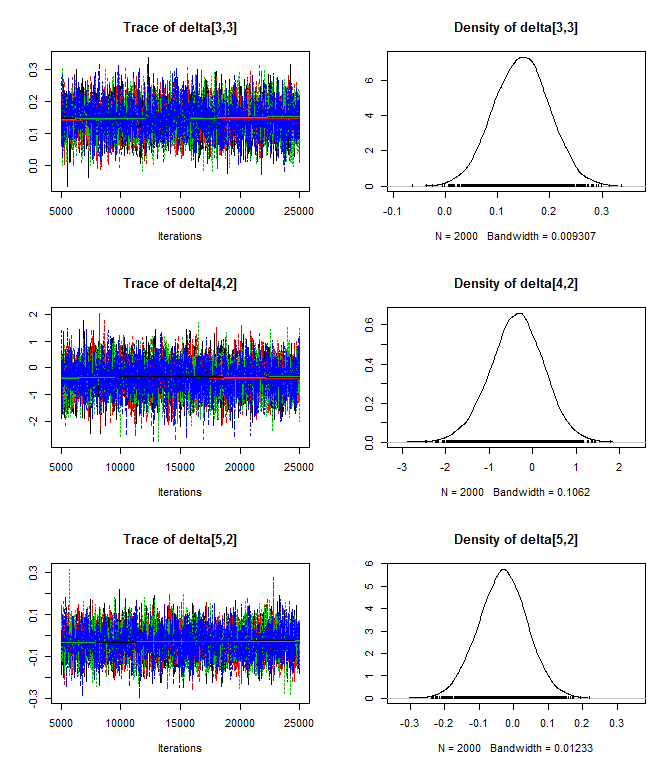 Trace of delta[3,3]
0.0 0.1 0.2 0.3
5000 10000 15000 20000 25000
Iterations
Density of delta[3,3]
0 2 4 6
-0.1 0.0 0.1 0.2 0.3
N = 2000 Bandwidth = 0.009307
Trace of delta[4,2]
-2 -1 0 1 2
5000 10000 15000 20000 25000
Iterations
Density of delta[4,2]
0.0 0.2 0.4 0.6
-3 -2 -1 0 1 2
N = 2000 Bandwidth = 0.1062
Trace of delta[5,2]
-0.3 -0.1 0.1 0.3
5000 10000 15000 20000 25000
Iterations
Density of delta[5,2]
0 1 2 3 4 5 6
-0.3 -0.2 -0.1 0.0 0.1 0.2 0.3
N = 2000 Bandwidth = 0.01233